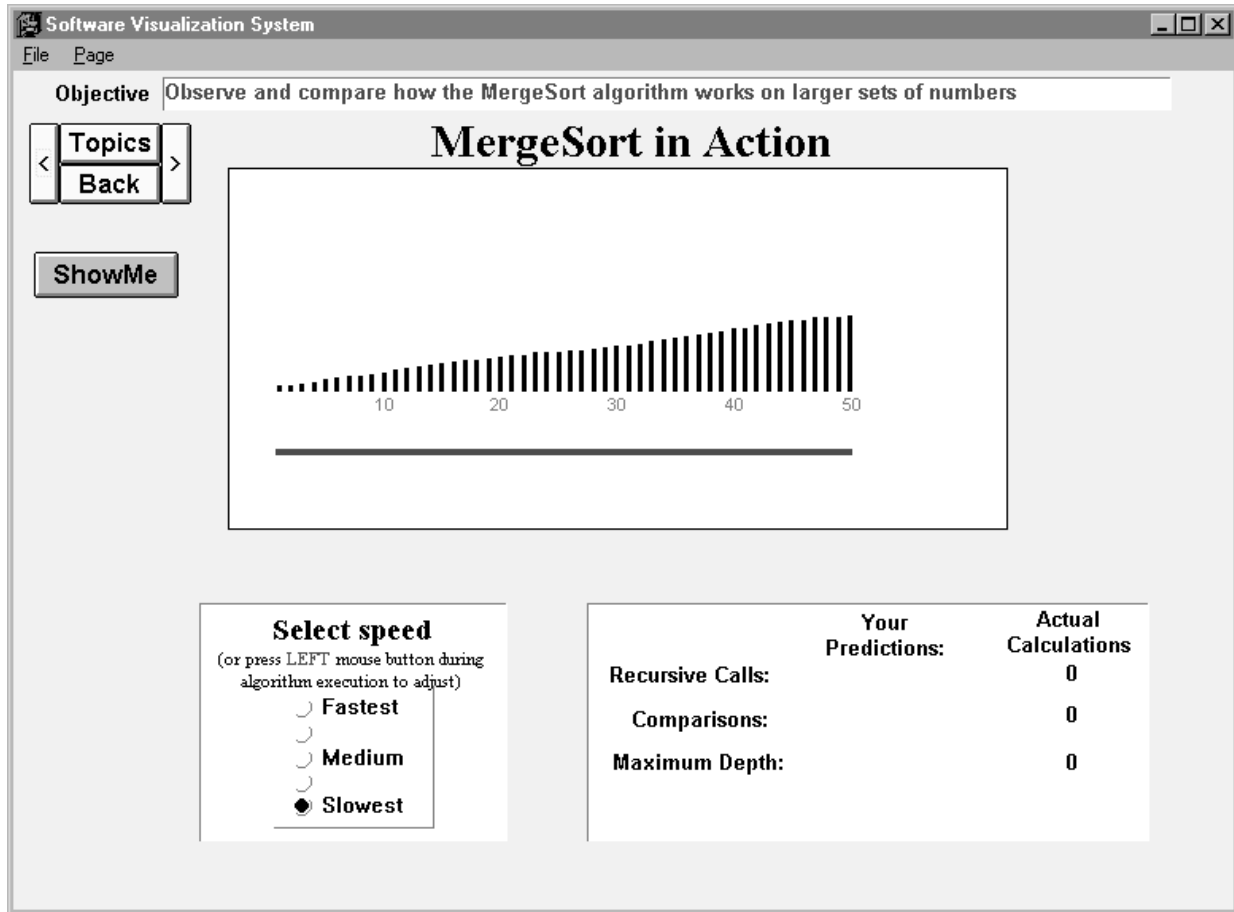 Software Visualization System
File Page
Objective Observe and compare how the MergeSort algorithm works on larger sets of numbers
< Topics >
Back
MergeSort in Action
ShowMe
10 20 30 40 50
Select speed
(or press LEFT mouse button during
algorithm execution to adjust)
Fastest
Medium
Slowest
Your Predictions: Actual Calculations
Recursive Calls: 0
Comparisons: 0
Maximum Depth: 0